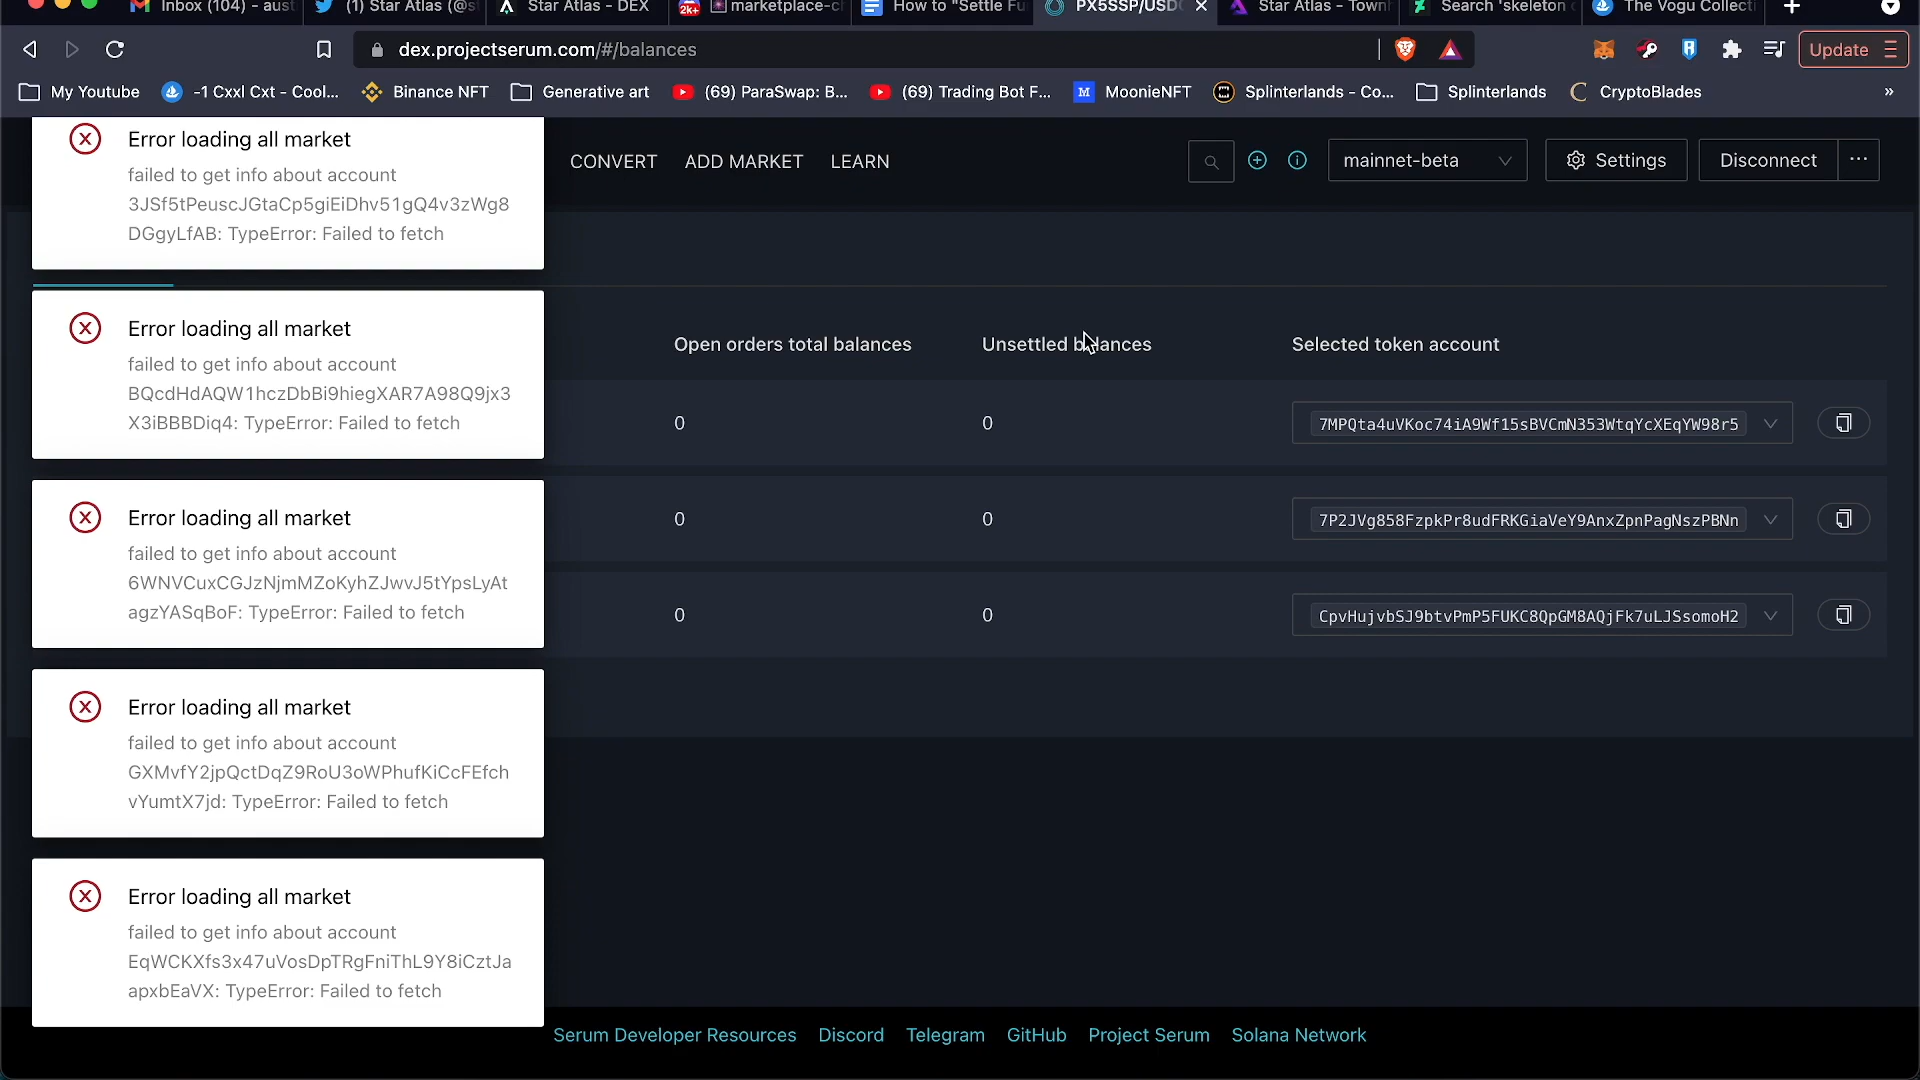 Inbox (104) - aust
(1) Star Atlas (@s
Star Atlas - DEX
2k+
marketplace-c
How to "Settle Fu
PX5SSP/USD
Star Atlas - Town
Search 'skeleton
The Vogu Collecti
dex.projectserum.com/#/balances
Update
My Youtube
-1 Cxxl Cxt - Cool...
Binance NFT
Generative art
(69) ParaSwap: B...
(69) Trading Bot F...
MoonieNFT
Splinterlands - Co...
Splinterlands
CryptoBlades
»
CONVERT
ADD MARKET
LEARN
mainnet-beta
Settings
Disconnect
...
Error loading all market
failed to get info about account
3JSf5tPeuscJGtaCp5giEiDhv51gQ4v3zWg8
DGgyLfAB: TypeError: Failed to fetch
Error loading all market
failed to get info about account
BQcdHdAQW1hczDbBi9hiegXAR7A98Q9jx3
X3iBBBDiq4: TypeError: Failed to fetch
Error loading all market
failed to get info about account
6WNVCuxCGJzNjmMZoKyhZJwvJ5tYpsLyAt
agzYASqBoF: TypeError: Failed to fetch
Error loading all market
failed to get info about account
GXMvfY2jpQctDqZ9RoU3oWPhufKiCcFEfch
vYumtX7jd: TypeError: Failed to fetch
Error loading all market
failed to get info about account
EqWCKXfs3x47uVosDpTRgFniThL9Y8iCztJa
apxbEaVX: TypeError: Failed to fetch
Open orders total balances
Unsettled balances
Selected token account
0
0
7MPQta4uVKoc74iA9Wf15sBVCmN353WtqYcXEqYW98r5
0
0
7P2JVg858FzpkPr8udFRKGiaVeY9AnxZpnPagNszPBNn
0
0
CpvHujvbSJ9btvPmP5FUKC8QpGM8AQjFk7uLJSsomoH2
Serum Developer Resources
Discord
Telegram
GitHub
Project Serum
Solana Network